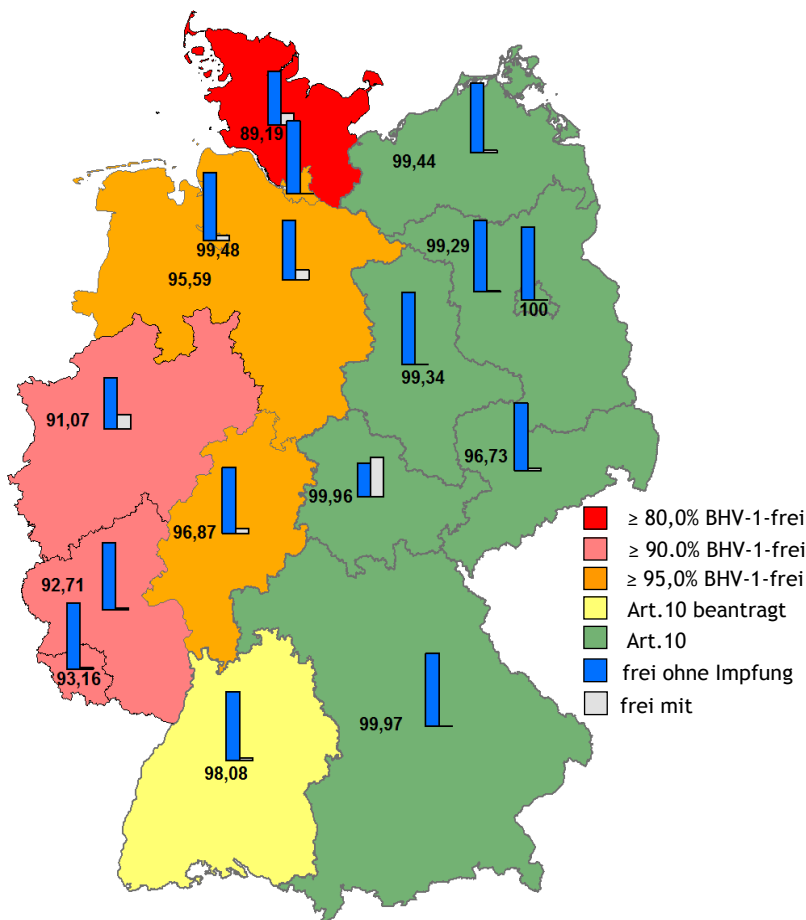 89,19
99,44
99,48
99,29
95,59
100
99,34
91,07
96,73
99,96
96,87
≥ 80,0% BHV-1-frei
≥ 90.0% BHV-1-frei
≥ 95,0% BHV-1-frei
Art.10 beantragt
Art.10
frei ohne Impfung
frei mit
92,71
93,16
99,97
98,08